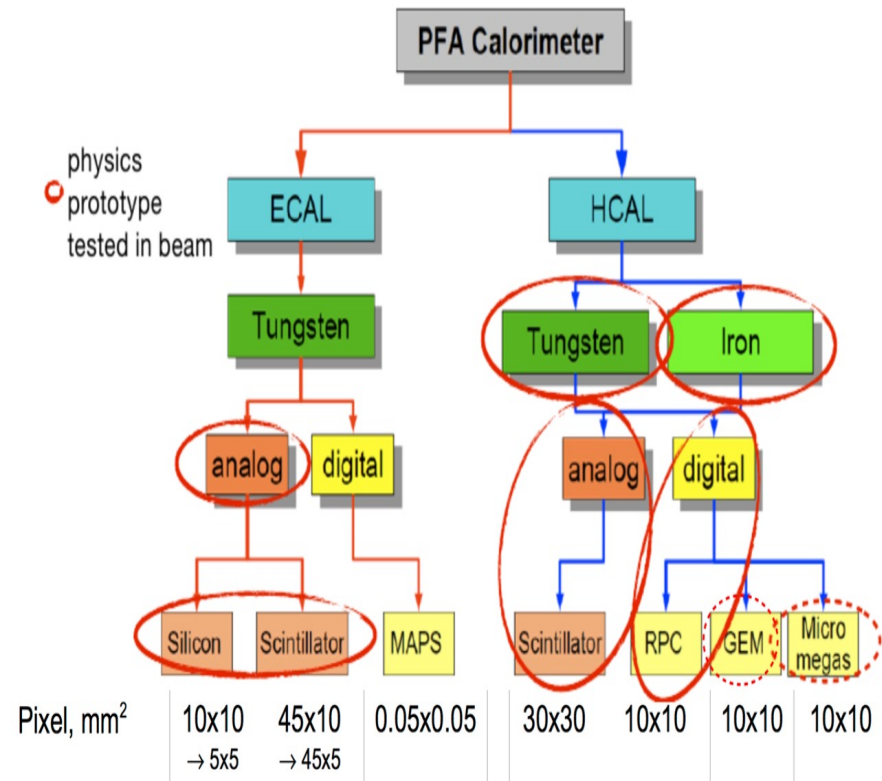 PFA Calorimeter
physics
prototype
tested in beam
ECAL
HCAL
Tungsten
Tungsten
Iron
analog
digital
analog
digital
Silicon
Scintillator
MAPS
Scintillator
RPC
GEM
Micro
megas
Pixel, mm²
10x10
45x10
0.05x0.05
30x30
10x10
10x10
10x10
→ 5x5
→ 45x5